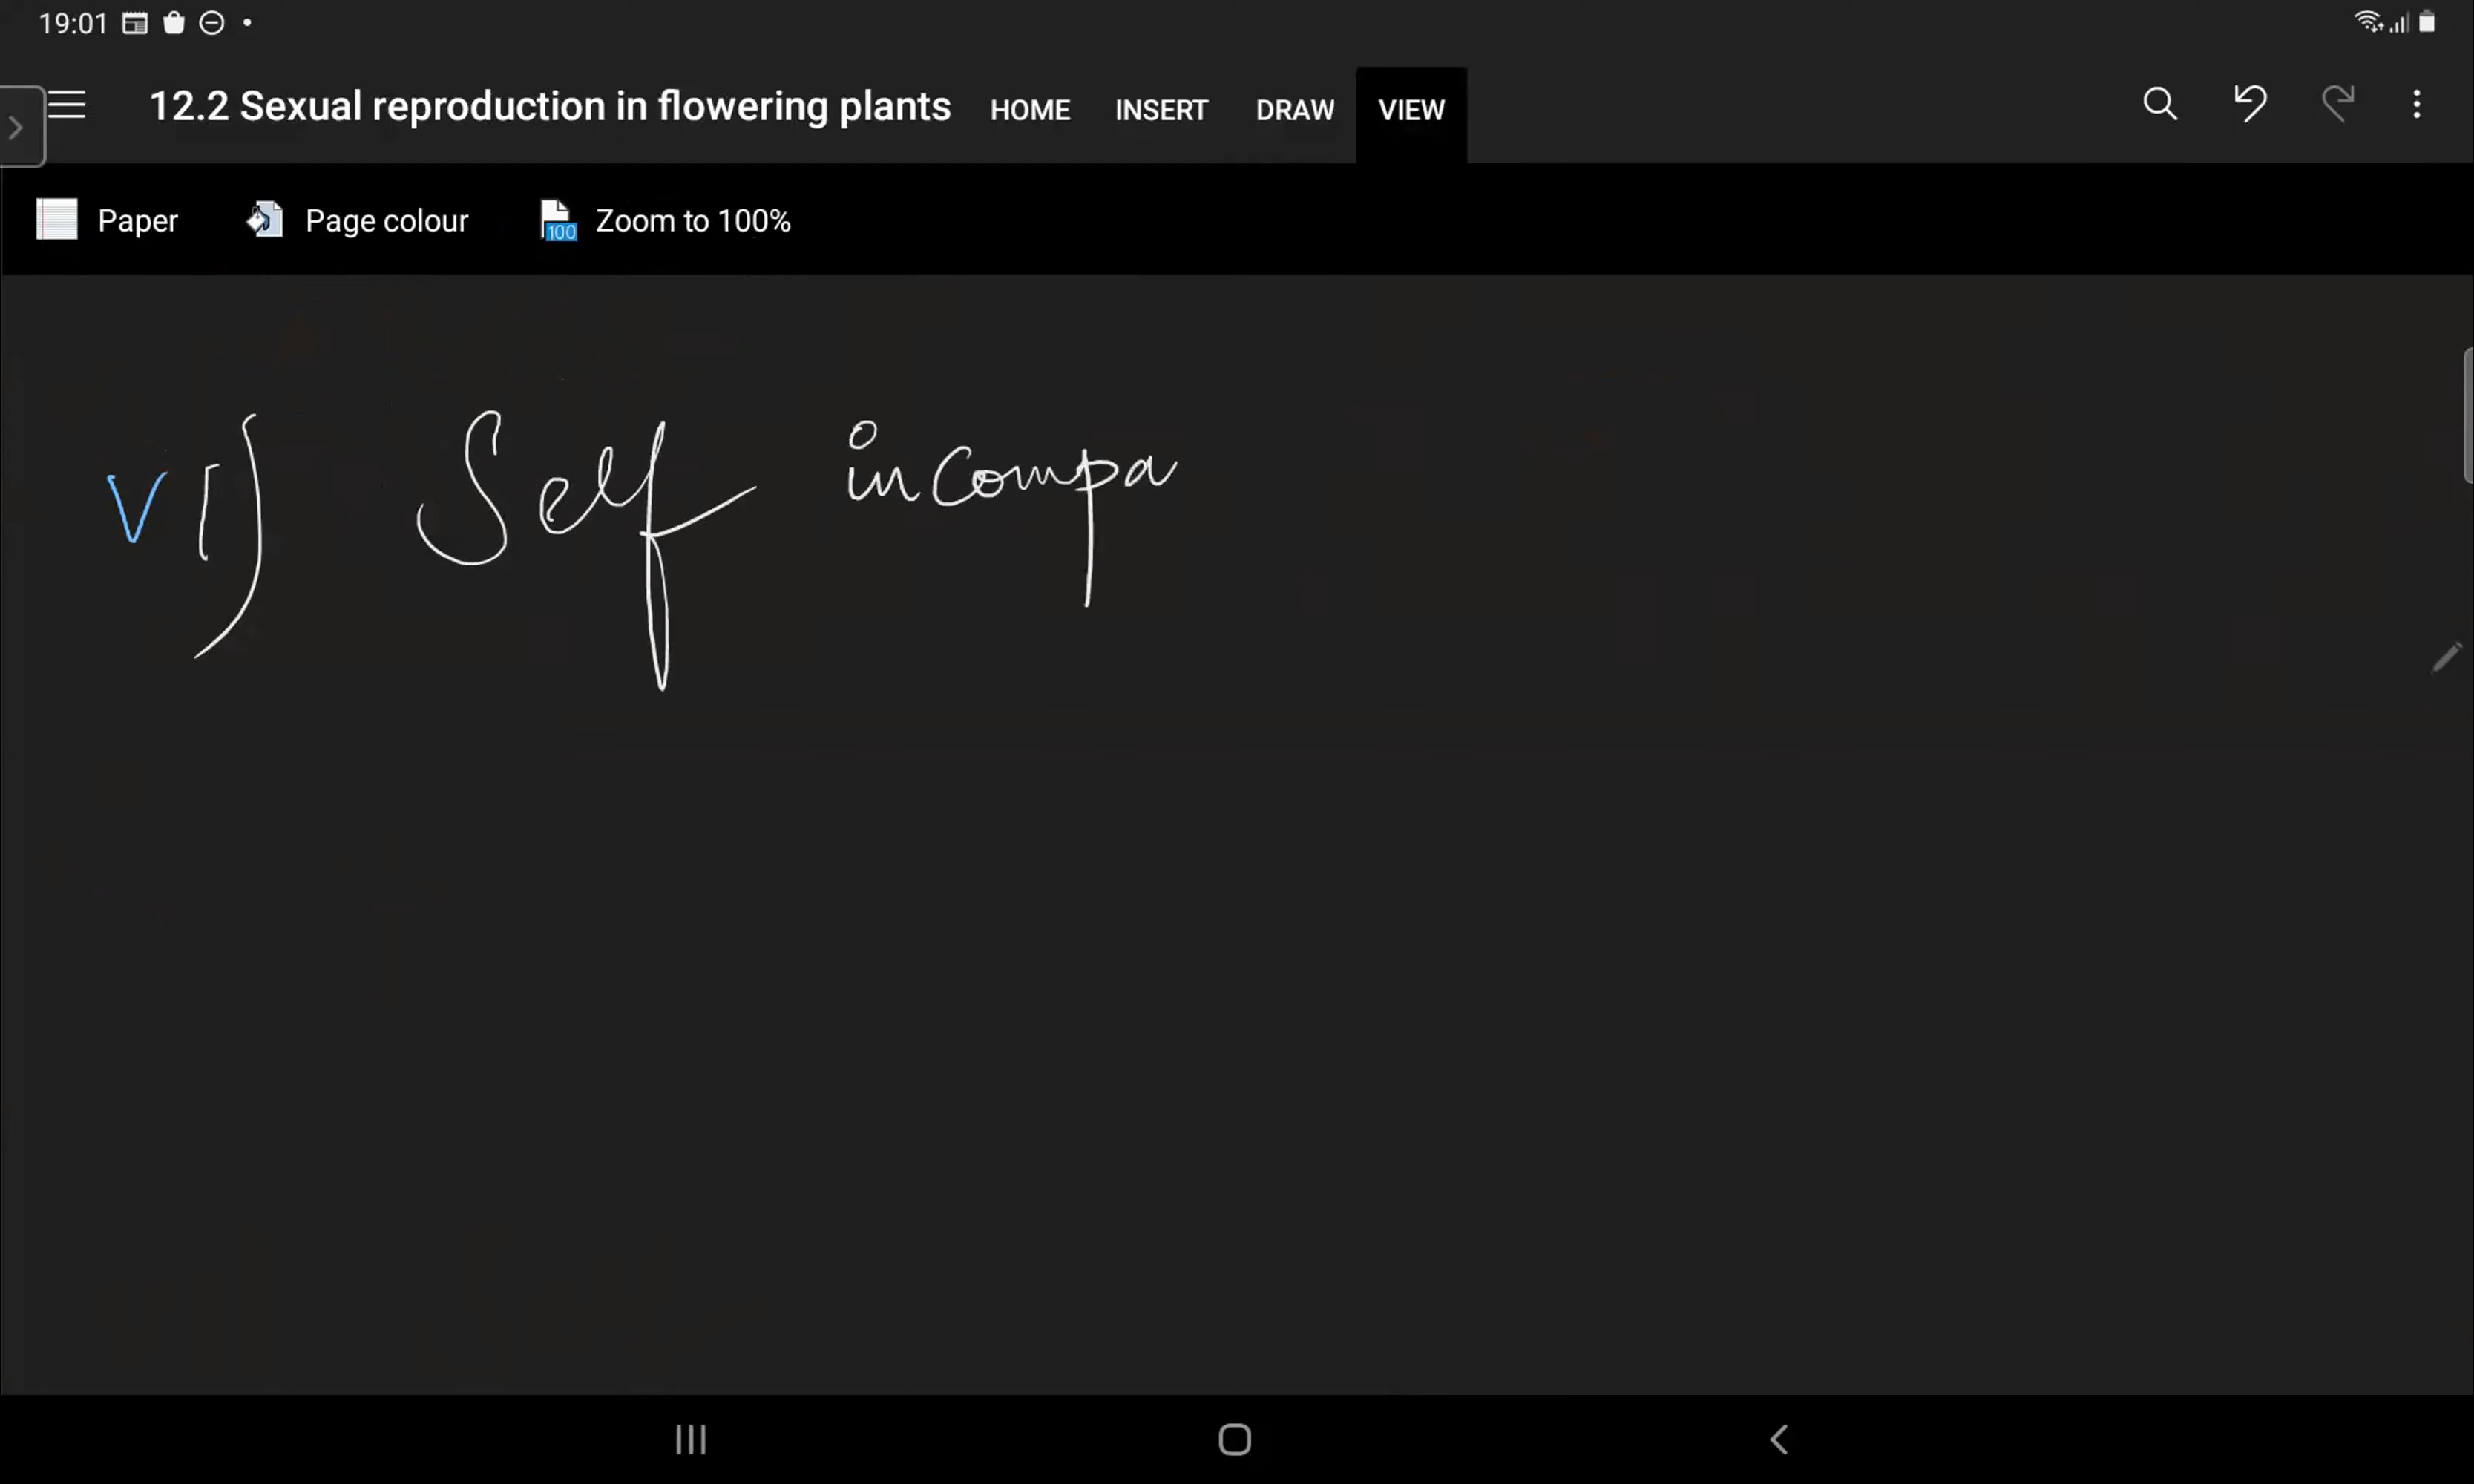 19:01
12.2 Sexual reproduction in flowering plants HOME INSERT DRAW VIEW
Paper Page colour 100 Zoom to 100%
VI) Self incompa